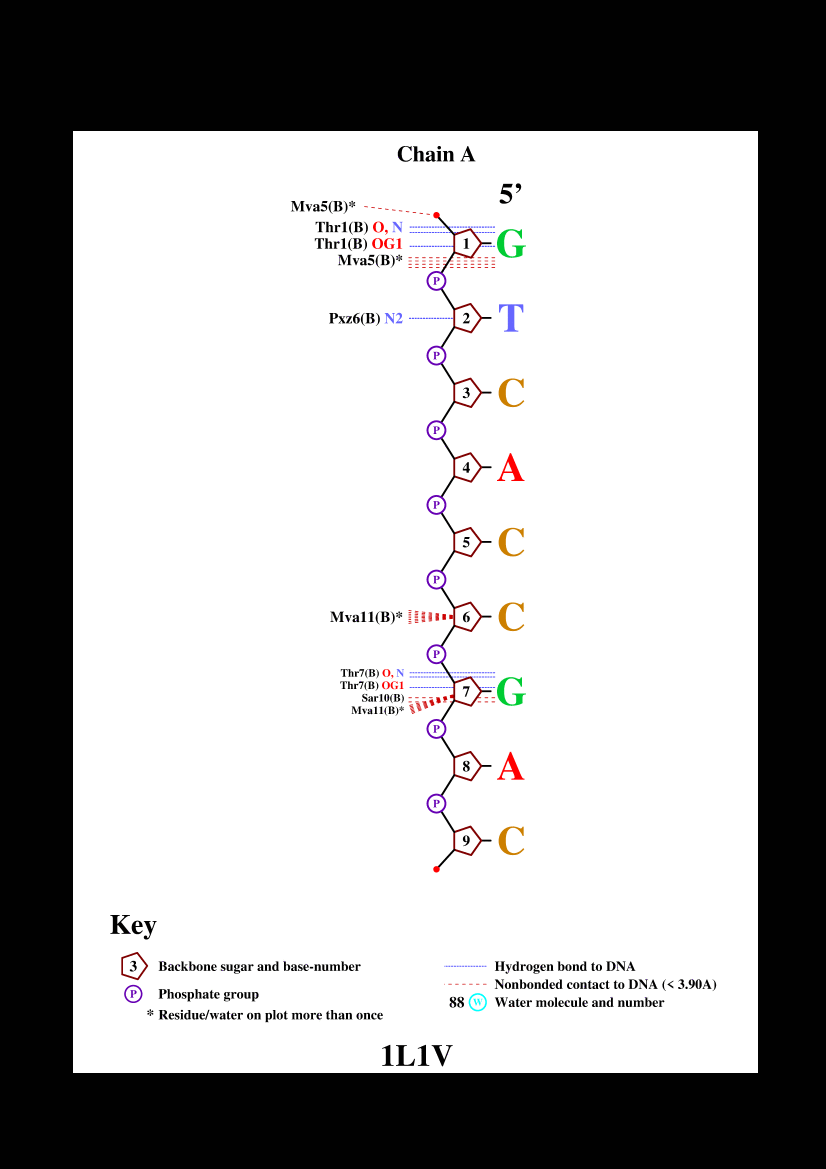 Chain A
5’
Mva5(B)*
Thr1(B) O, N
Thr1(B) OG1
1 G
Mva5(B)*
P
Pxz6(B) N2
2 T
P
3 C
P
4 A
P
5 C
P
Mva11(B)*
6 C
P
Thr7(B) O, N
Thr7(B) OG1
7 G
Sar10(B)
Mva11(B)*
P
8 A
P
9 C
Key
3 Backbone sugar and base-number
P Phosphate group
* Residue/water on plot more than once
Hydrogen bond to DNA
Nonbonded contact to DNA (< 3.90A)
88 W Water molecule and number
1L1V